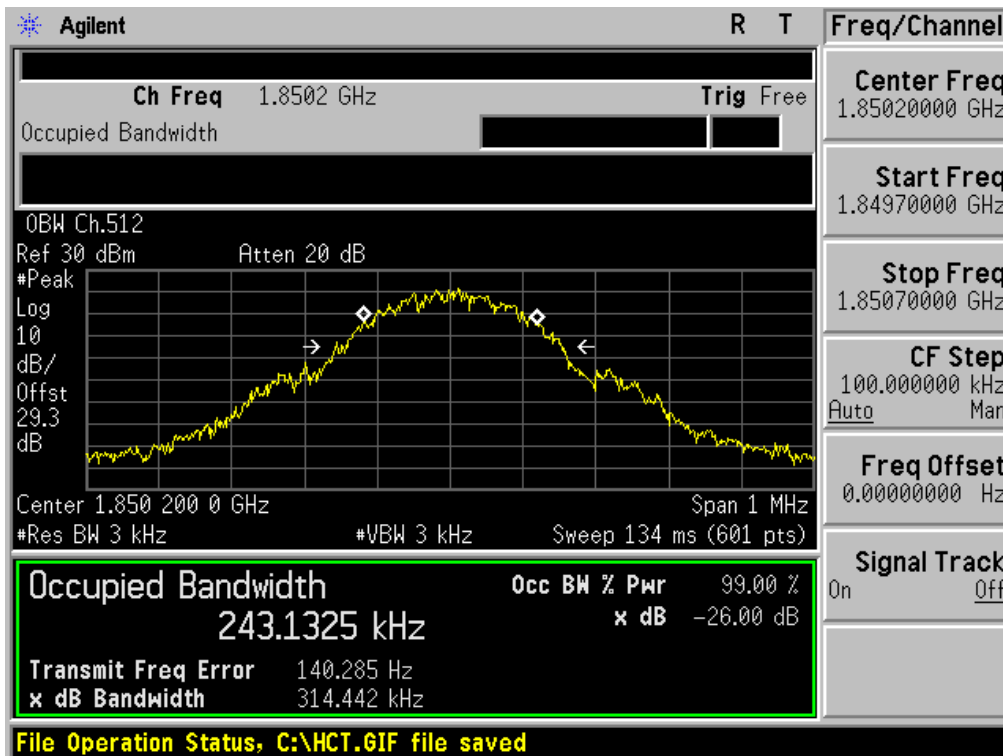 Agilent R T Freq/Channel
Ch Freq 1.8502 GHz Trig Free
Occupied Bandwidth
Center Freq
1.85020000 GHz
Start Freq
1.84970000 GHz
Stop Freq
1.85070000 GHz
CF Step
100.000000 kHz
Auto Man
Freq Offset
0.00000000 Hz
Signal Track
On Off
OBW Ch.512
Ref 30 dBm Atten 20 dB
#Peak
Log
10
dB/
Offst
29.3
dB
Center 1.850 200 0 GHz Span 1 MHz
#Res BW 3 kHz #VBW 3 kHz Sweep 134 ms (601 pts)
Occupied Bandwidth Occ BW % Pwr 99.00 %
243.1325 kHz x dB -26.00 dB
Transmit Freq Error 140.285 Hz
x dB Bandwidth 314.442 kHz
File Operation Status, C:\HCT.GIF file saved